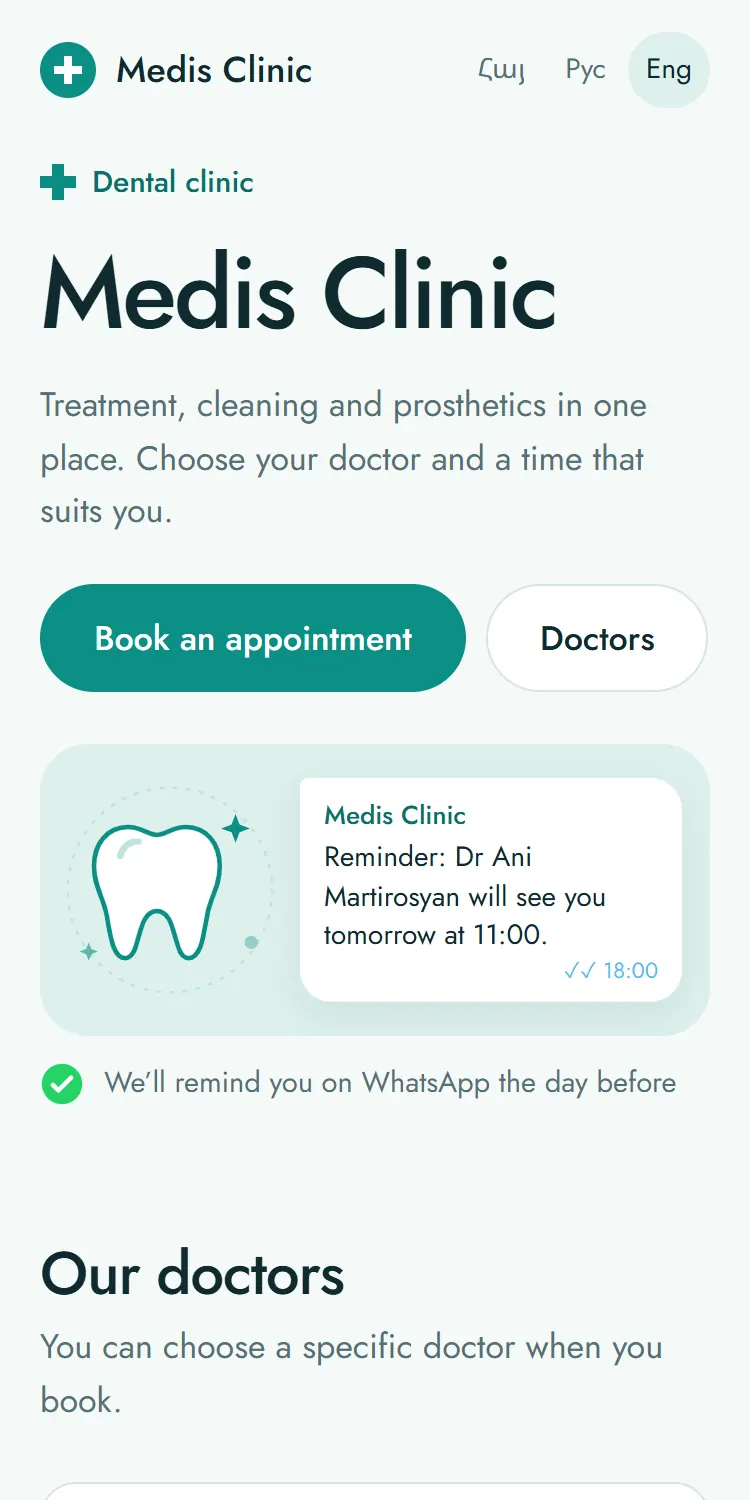 Medis Clinic
Հայ Рус Eng
Dental clinic
Medis Clinic
Treatment, cleaning and prosthetics in one
place. Choose your doctor and a time that
suits you.
Book an appointment
Doctors
Medis Clinic
Reminder: Dr Ani
Martirosyan will see you
tomorrow at 11:00.
✓✓ 18:00
We’ll remind you on WhatsApp the day before
Our doctors
You can choose a specific doctor when you
book.